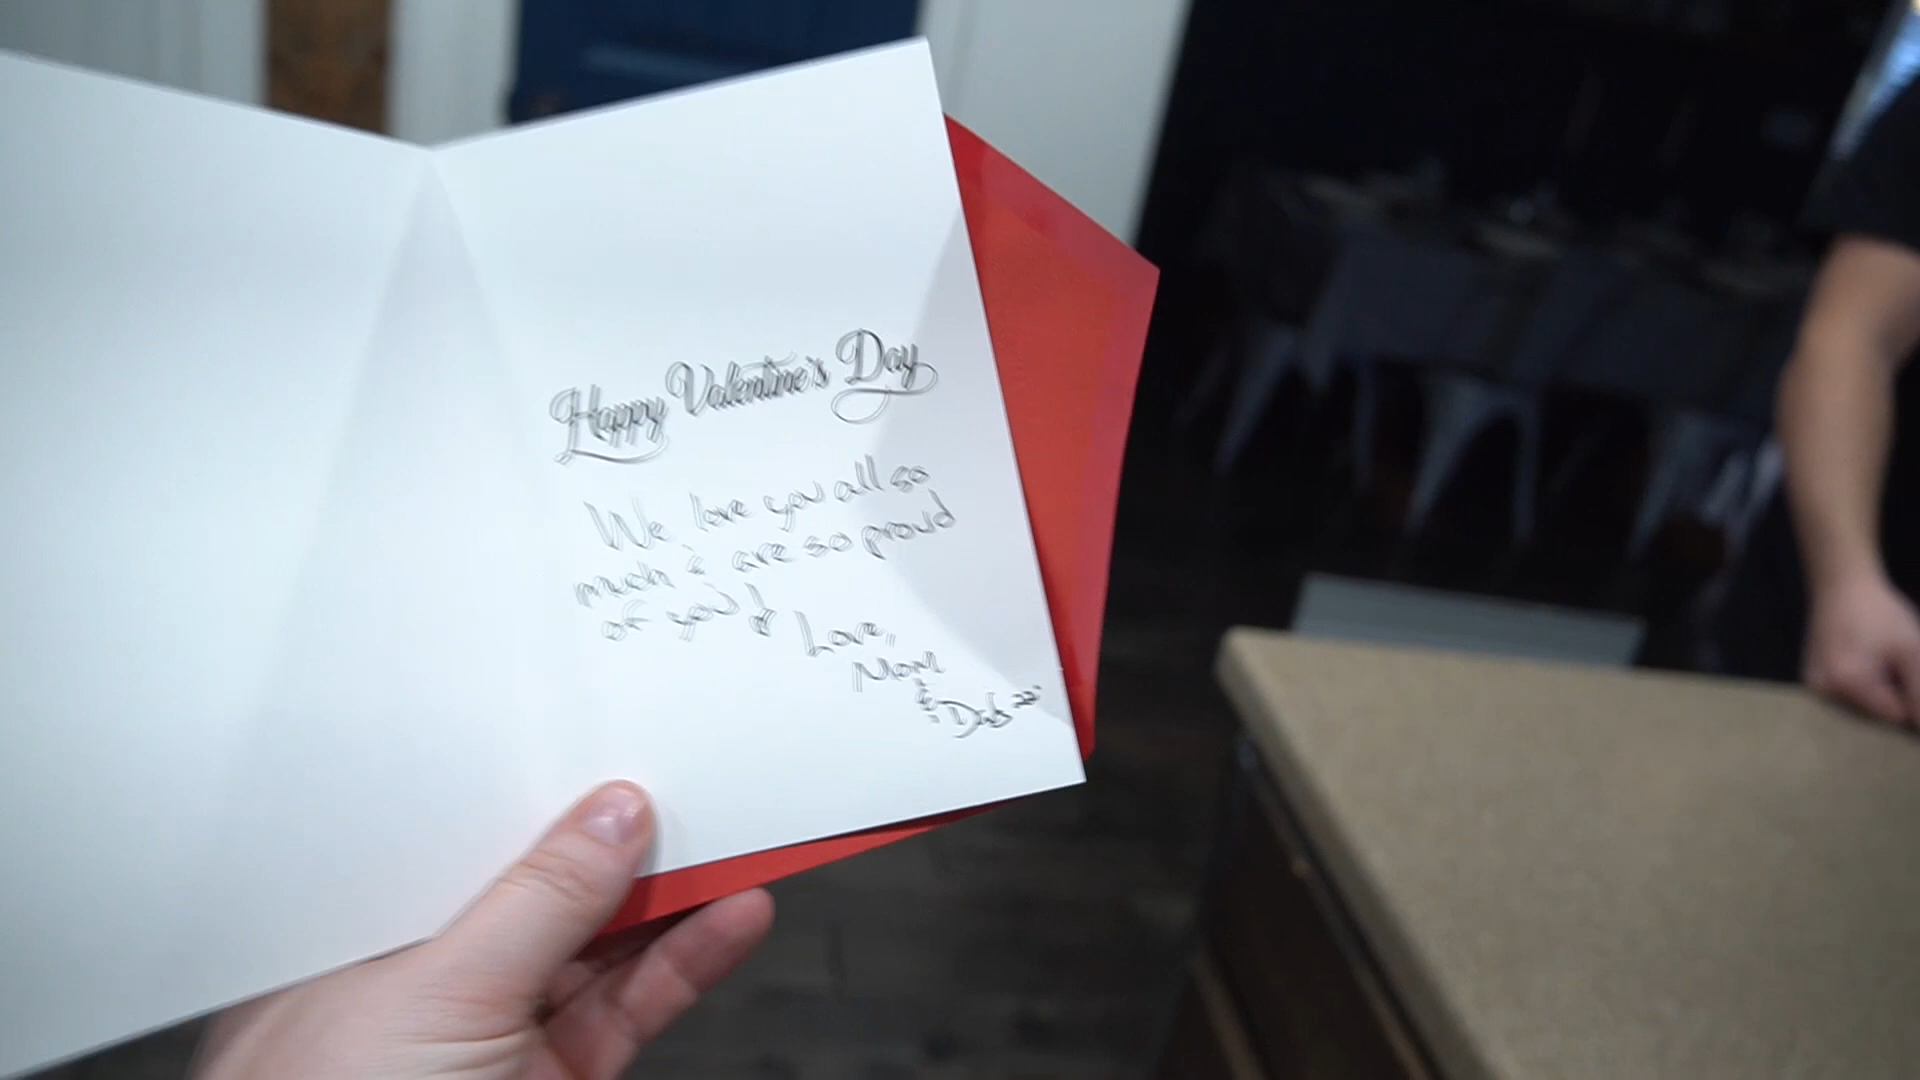 Happy Valentine's Day
We love you all so
much & are so proud
of you!
Love,
Mom
&
Dad